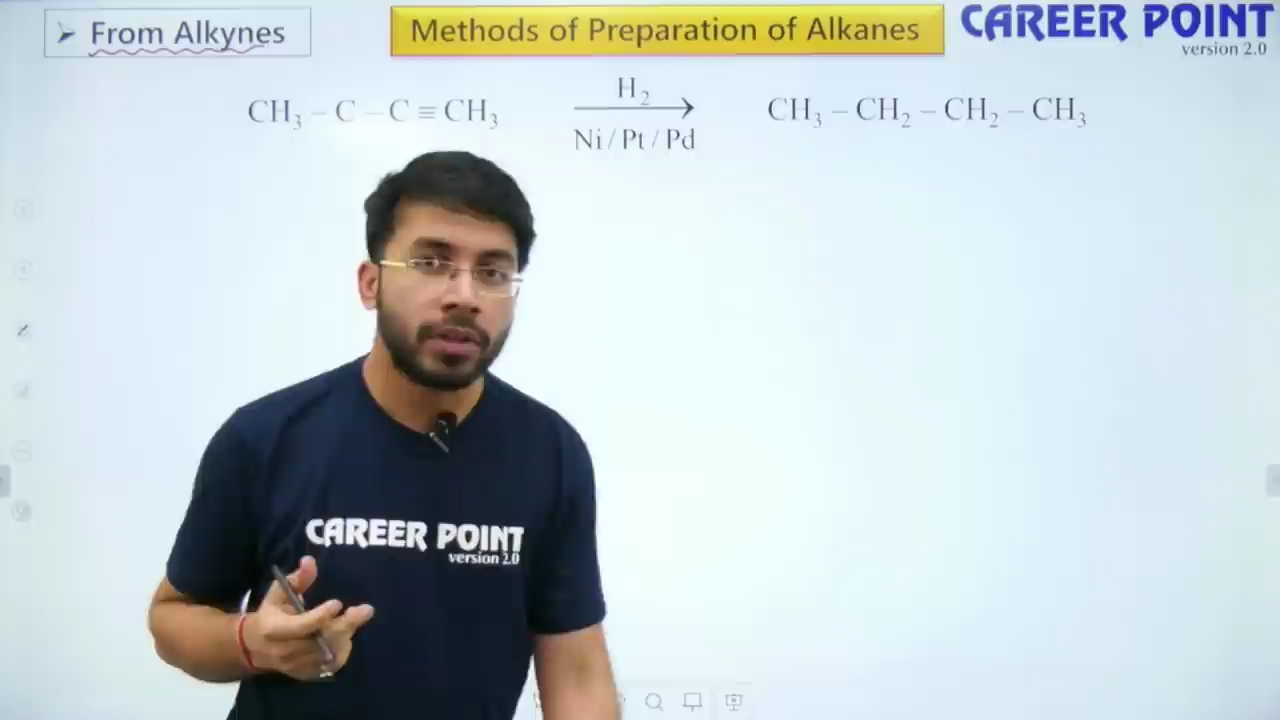 ➢ From Alkynes
Methods of Preparation of Alkanes
CAREER POINT
version 2.0
CH₃ – C – C ≡ CH₃ H₂ Ni / Pt / Pd CH₃ – CH₂ – CH₂ – CH₃
CAREER POINT
version 2.0